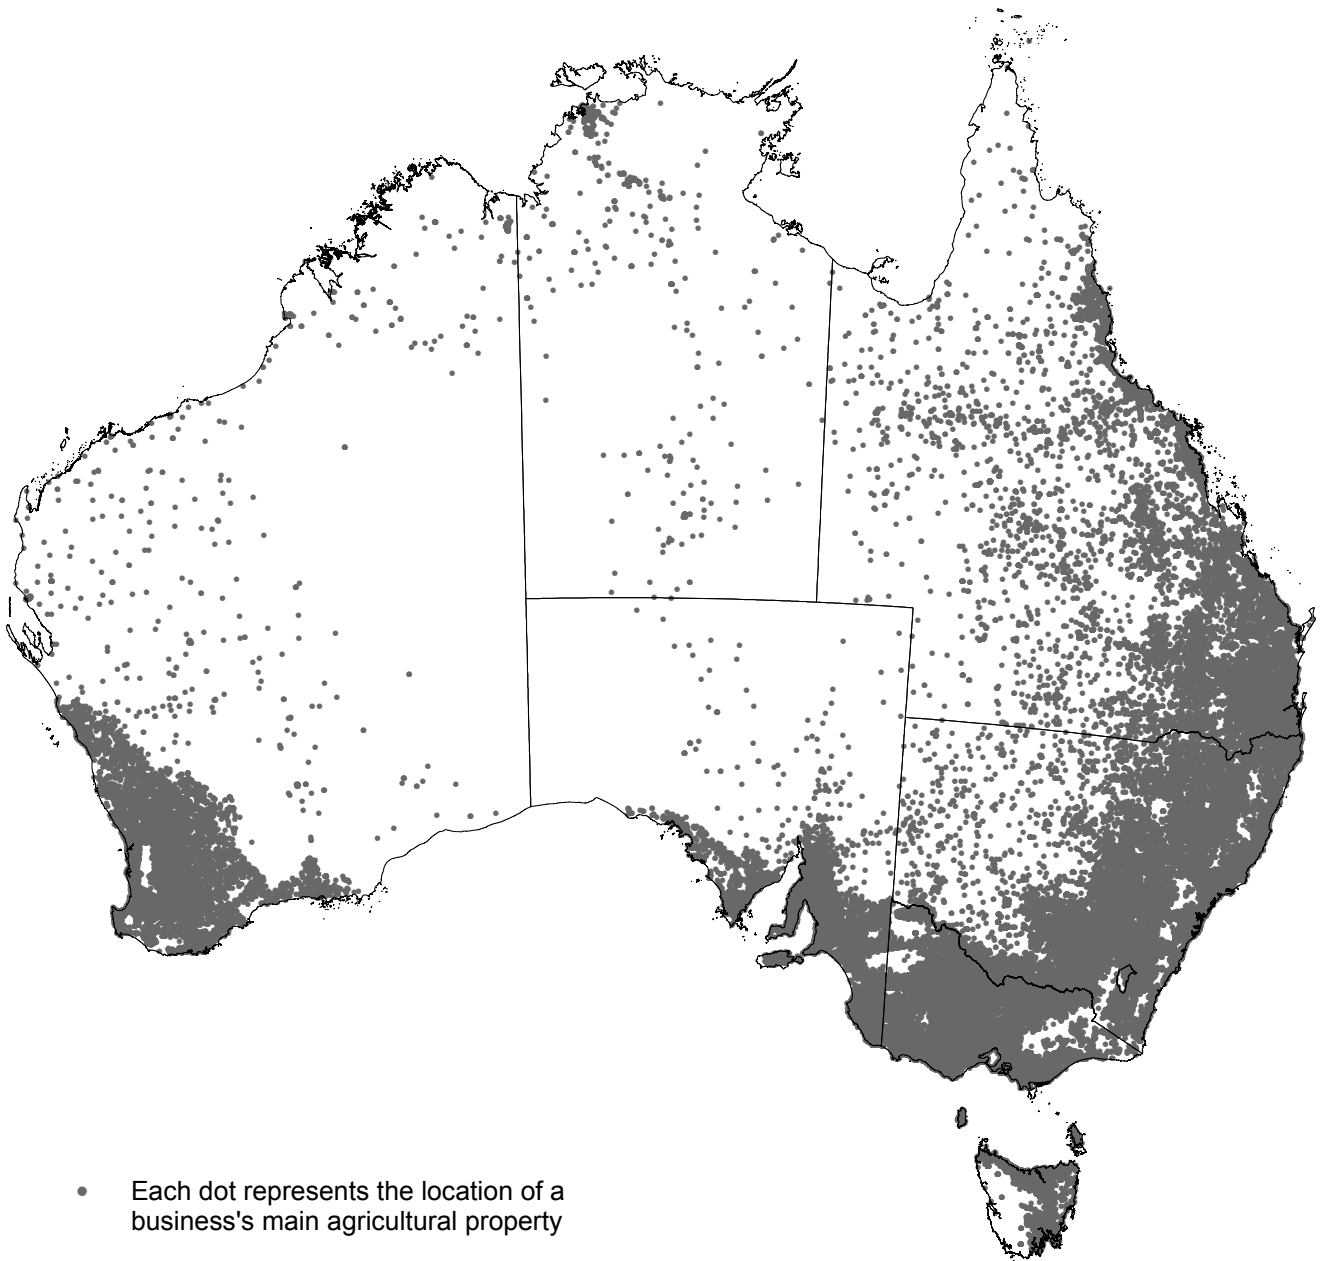 Each dot represents the location of a
business's main agricultural property